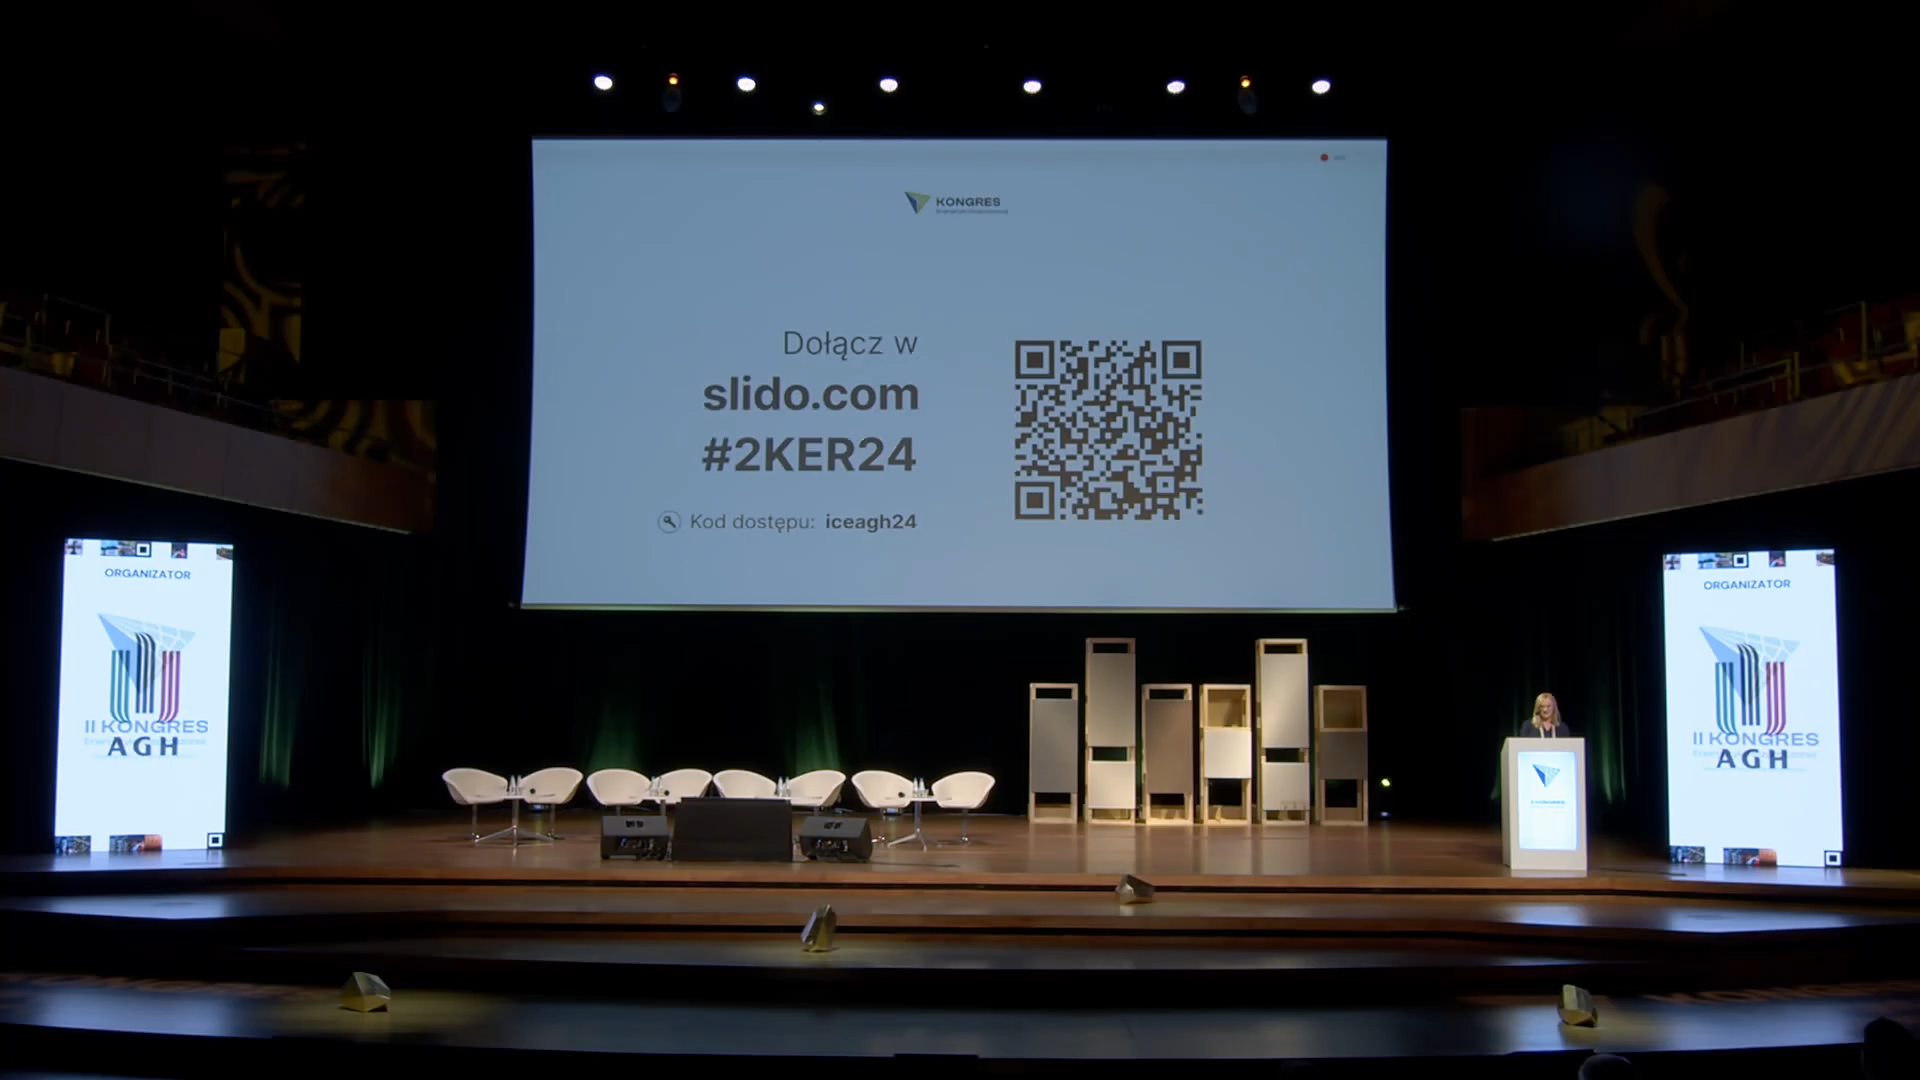 KONGRES
Dołącz w
slido.com
#2KER24
Kod dostępu: iceagh24
ORGANIZATOR
II KONGRES
AGH
ORGANIZATOR
II KONGRES
AGH